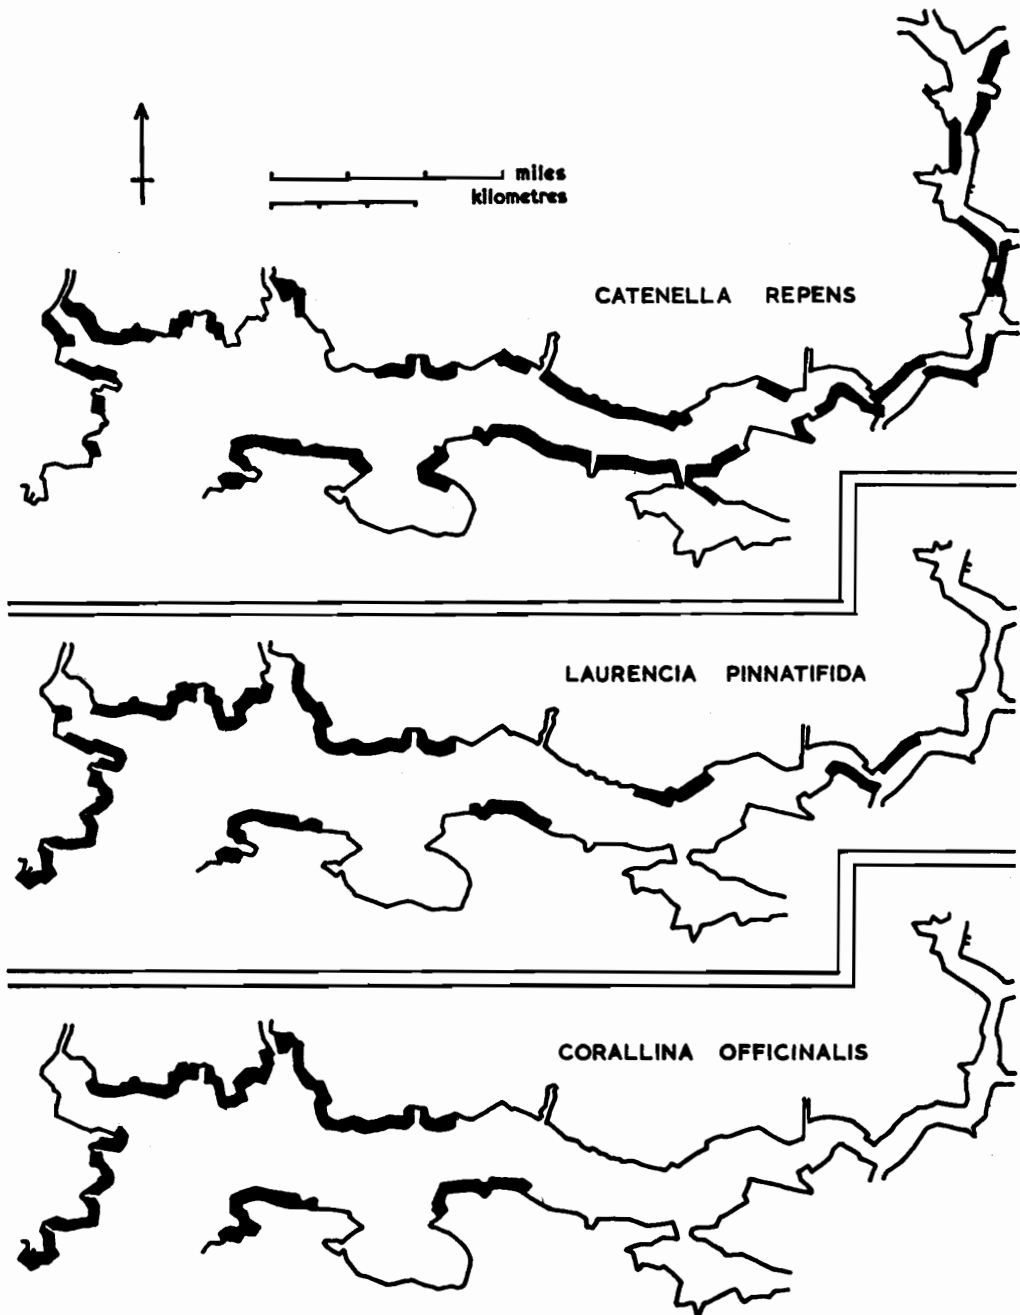 miles
kilometres
CATENELLA REPENS
LAURENCIA PINNATIFIDA
CORALLINA OFFICINALIS